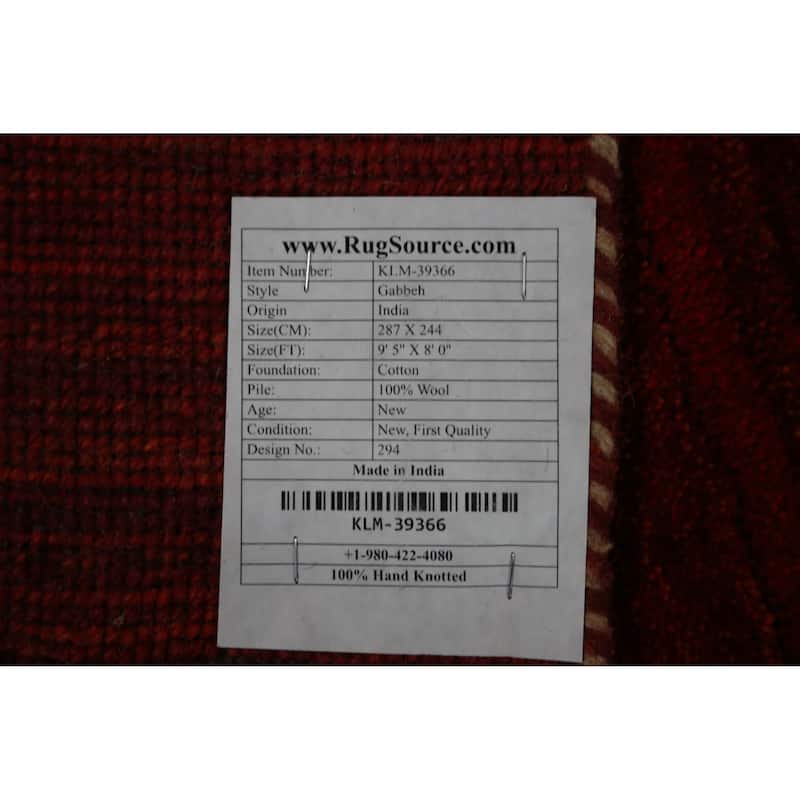 www.RugSource.com
Item Number: KLM-39366
Style Gabbeh
Origin India
Size(CM): 287 X 244
Size(FT): 9' 5" X 8' 0"
Foundation: Cotton
Pile: 100% Wool
Age: New
Condition: New, First Quality
Design No.: 294
Made in India
KLM-39366
+1-980-422-4080
100% Hand Knotted